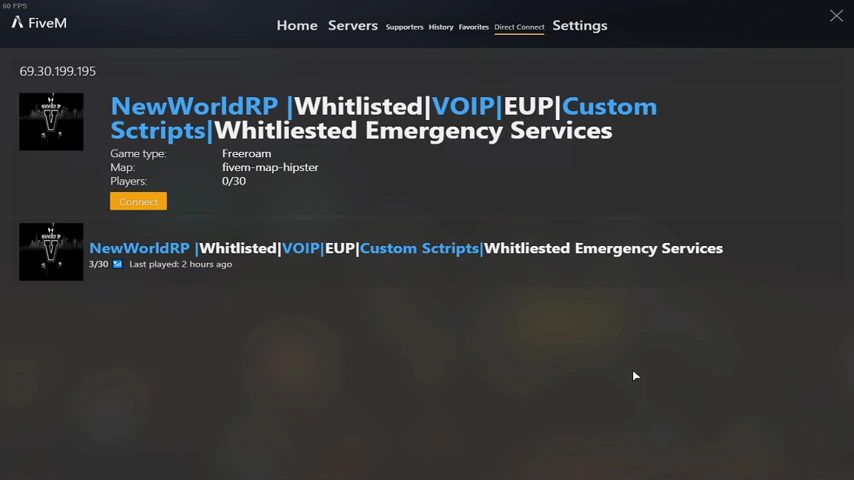 60 FPS
FiveM
Home Servers Supporters History Favorites Direct Connect Settings
69.30.199.195
NewWorldRP |Whitlisted|VOIP|EUP|Custom
Sctripts|Whitliested Emergency Services
Game type: Freeroam
Map: fivem-map-hipster
Players: 0/30
Connect
NewWorldRP |Whitlisted|VOIP|EUP|Custom Sctripts|Whitliested Emergency Services
3/30 Last played: 2 hours ago